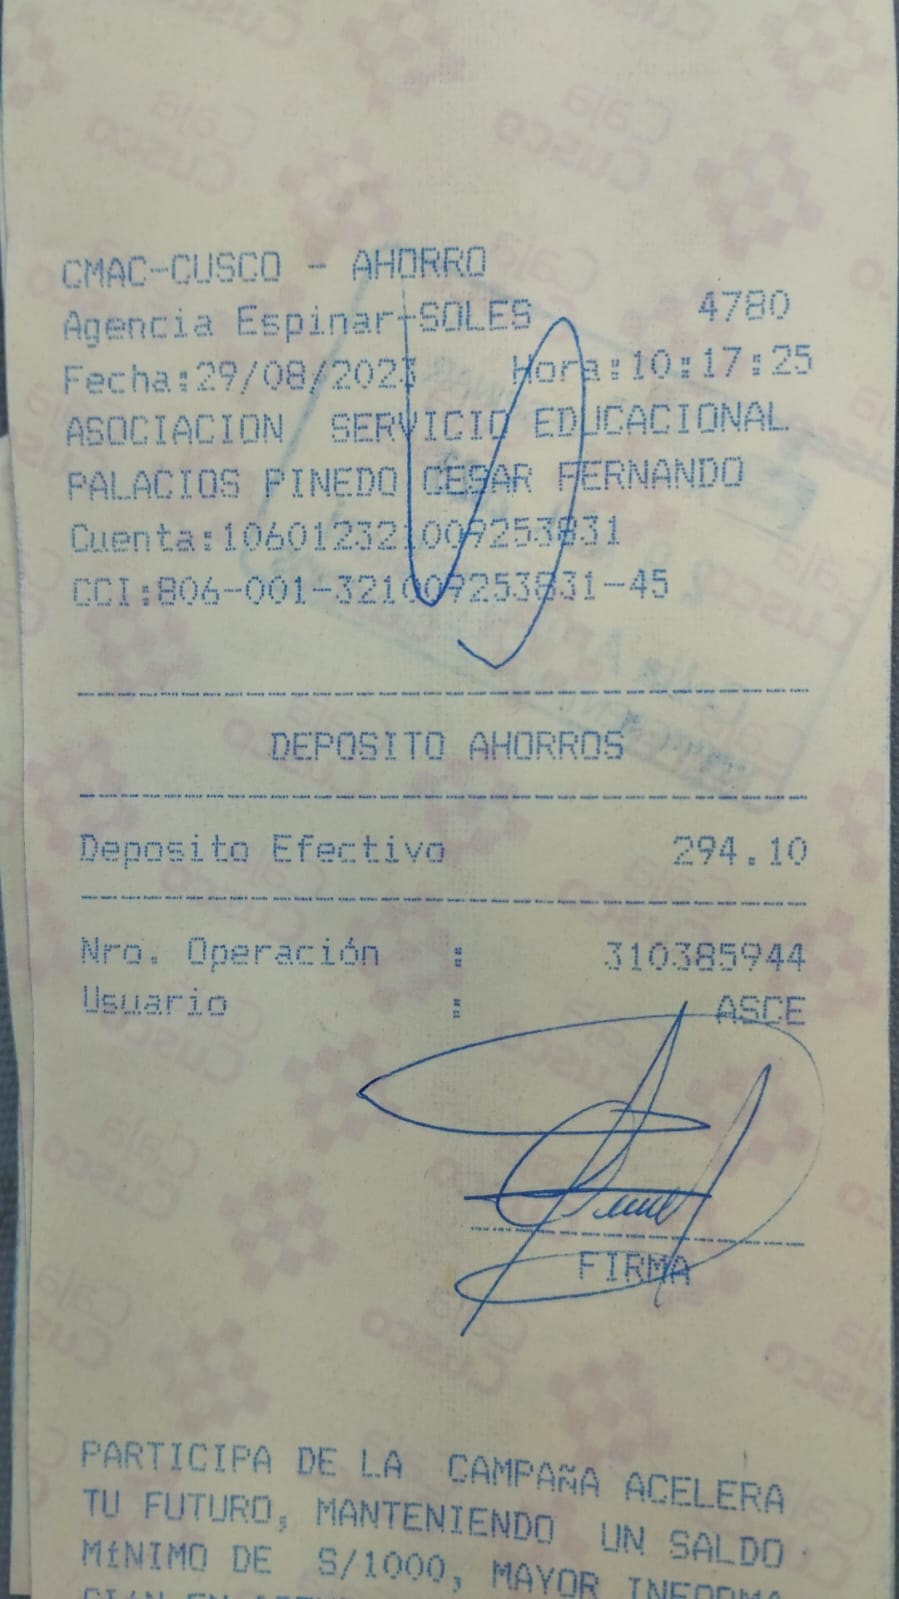 CMAC-CUSCO - AHORRO
Agencia Espinar-SOLES 4780
Fecha:29/08/2023 Hora:10:17:25
ASOCIACION SERVICIO EDUCACIONAL
PALACIOS PINEDO CESAR FERNANDO
Cuenta:106012321009253831
CCI:806-001-321009253831-45
DEPOSITO AHORROS
Deposito Efectivo 294.10
Nro. Operación : 310385944
Usuario : ASCE
FIRMA
PARTICIPA DE LA CAMPAÑA ACELERA
TU FUTURO, MANTENIENDO UN SALDO
MíNIMO DE S/1000, MAYOR INFORMA